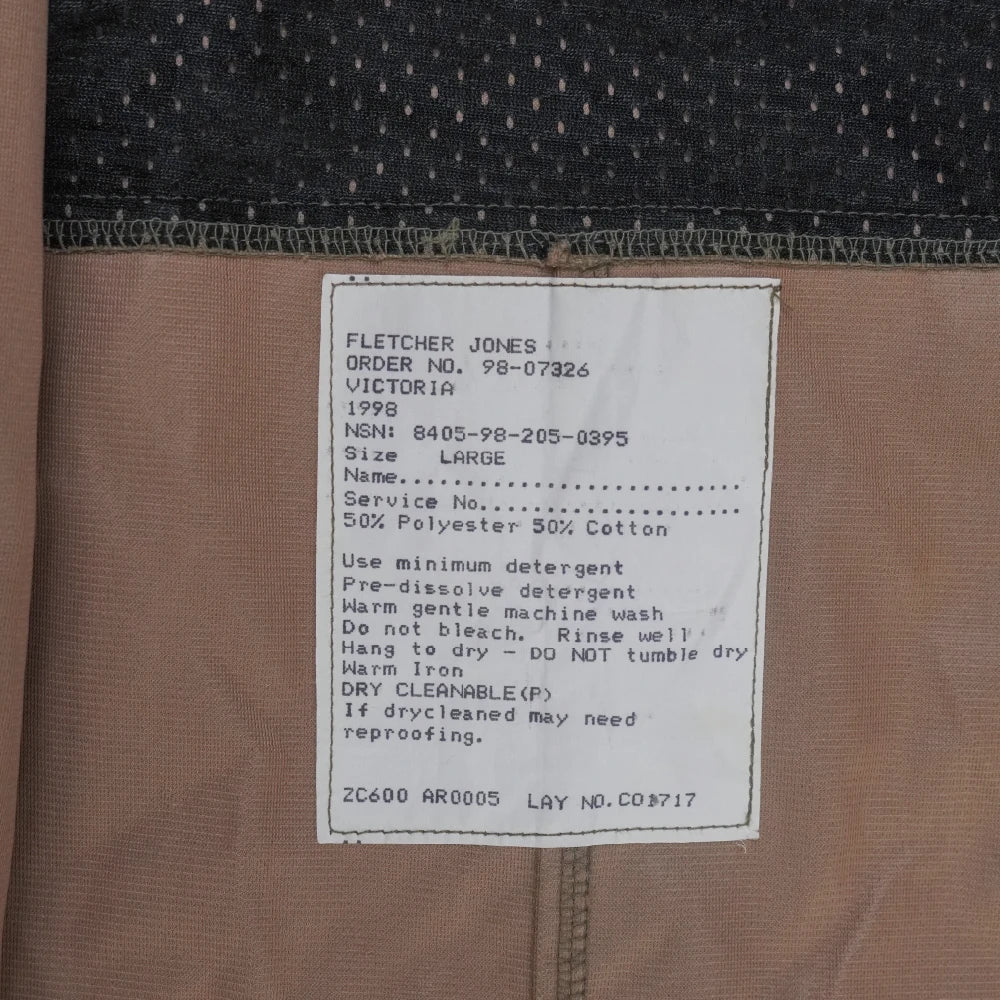 FLETCHER JONES
ORDER NO. 98-07326
VICTORIA
1998
NSN: 8405-98-205-0395
Size LARGE
Name..........................
Service No....................
50% Polyester 50% Cotton
Use minimum detergent
Pre-dissolve detergent
Warm gentle machine wash
Do not bleach. Rinse well
Hang to dry - DO NOT tumble dry
Warm Iron
DRY CLEANABLE(P)
If drycleaned may need
reproofing.
ZC600 AR0005 LAY NO.